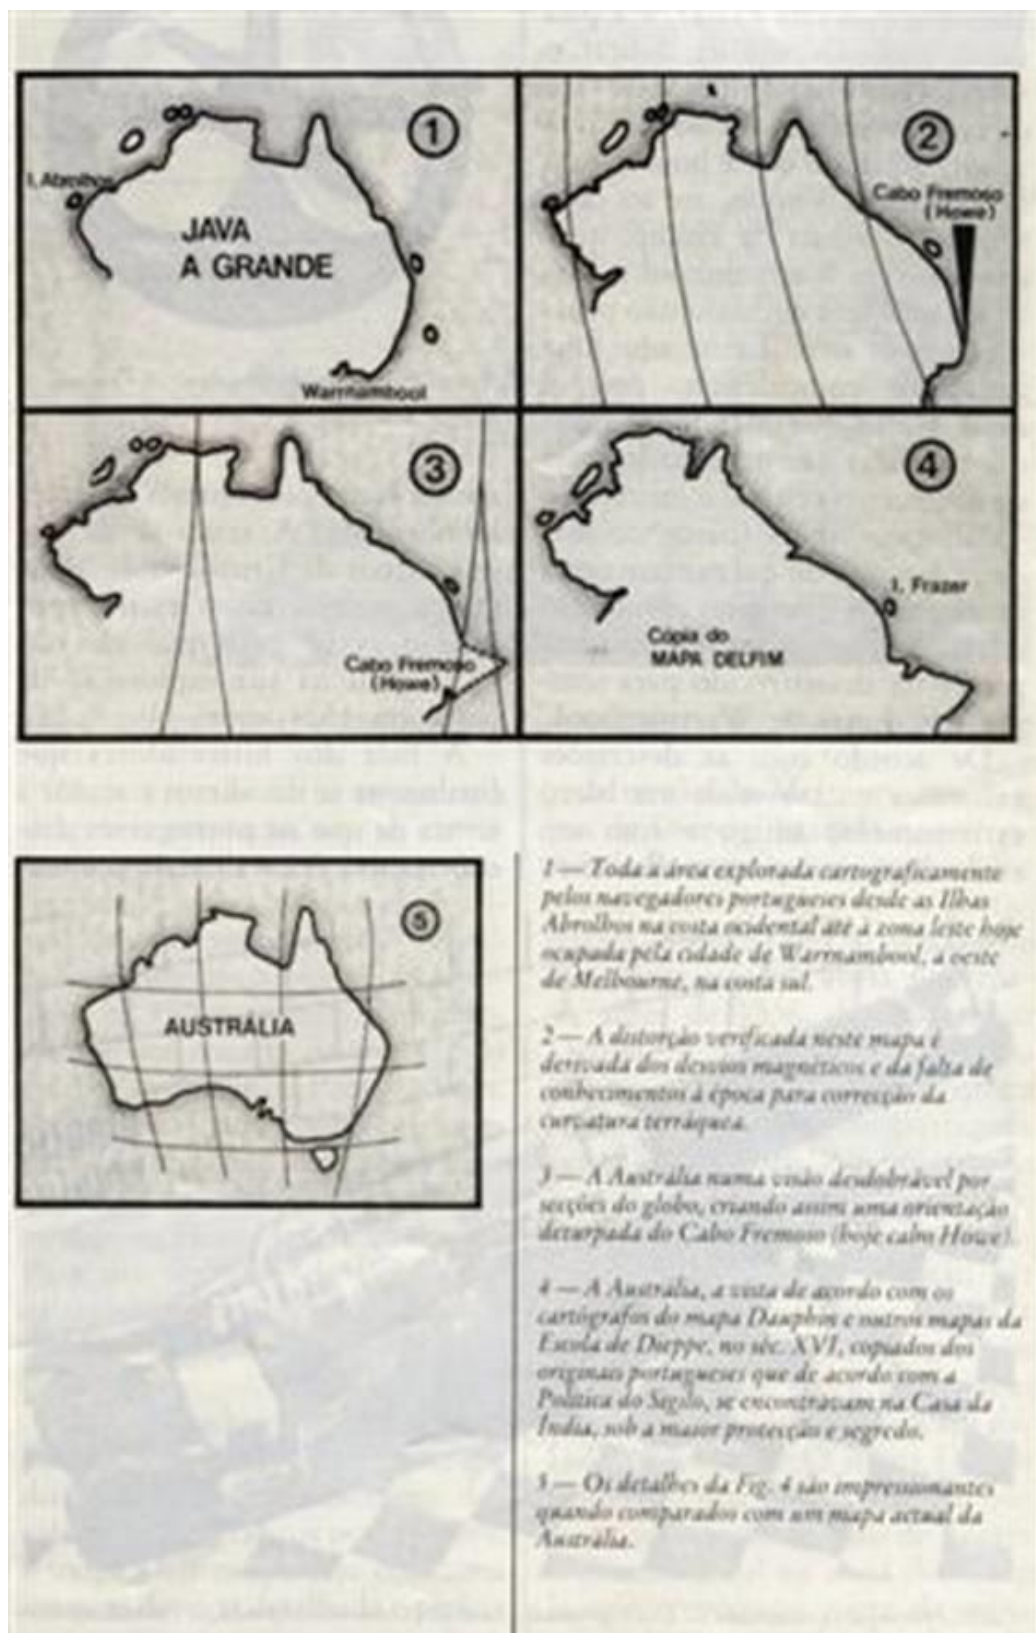 1
I. Abrolhos
JAVA
A GRANDE
Warrnambool
2
Cabo Fremoso
(Howe)
3
Cabo Fremoso
(Howe)
4
I. Frazer
Cópia do
MAPA DELFIM
5
AUSTRÁLIA
1 — Toda a área explorada cartograficamente
pelos navegadores portugueses desde as Ilhas
Abrolhos na costa ocidental até à zona leste hoje
ocupada pela cidade de Warrnambool, a oeste
de Melbourne, na costa sul.
2 — A distorção verificada neste mapa é
derivada dos desvios magnéticos e da falta de
conhecimentos à época para correcção da
curvatura terráquea.
3 — A Austrália numa visão desdobrável por
secções do globo, criando assim uma orientação
deturpada do Cabo Fremoso (hoje cabo Howe).
4 — A Austrália, a vista de acordo com os
cartógrafos do mapa Dauphin e outros mapas da
Escola de Dieppe, no séc. XVI, copiados dos
originais portugueses que de acordo com a
Política do Sigilo, se encontravam na Casa da
Índia, sob a maior protecção e segredo.
5 — Os detalhes da Fig. 4 são impressionantes
quando comparados com um mapa actual da
Austrália.